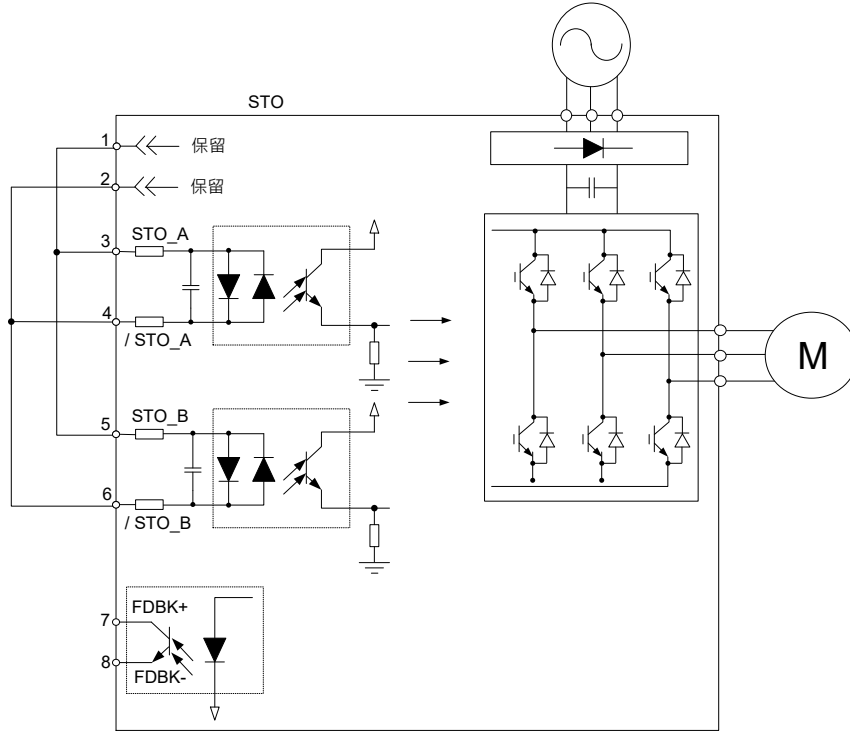 STO
1
保留
2
保留
3
STO_A
4
/ STO_A
5
STO_B
6
/ STO_B
7
FDBK+
8
FDBK-
M